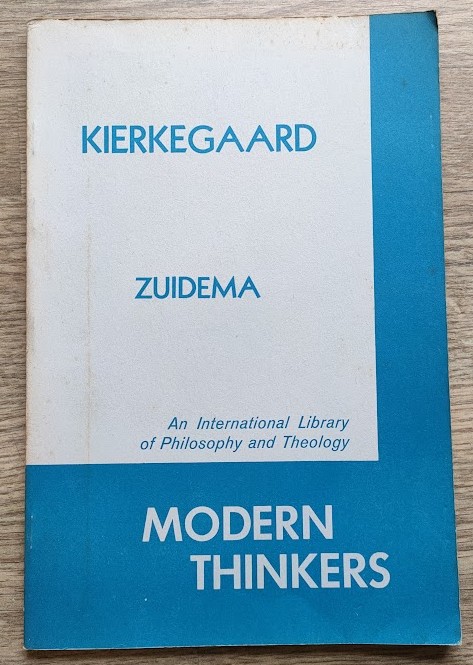 KIERKEGAARD
ZUIDEMA
An International Library
of Philosophy and Theology
MODERN
THINKERS